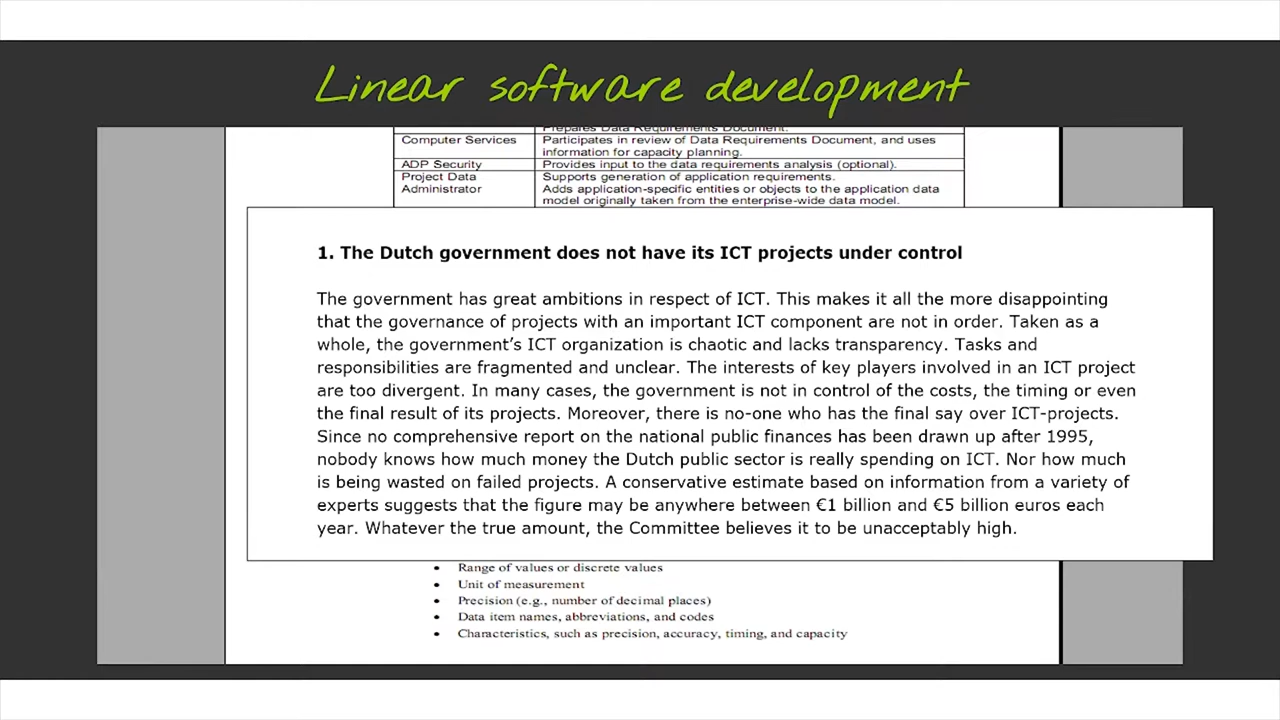 Linear software development
Prepares Data Requirements Document.
Computer Services Participates in review of Data Requirements Document, and uses
information for capacity planning.
ADP Security Provides input to the data requirements analysis (optional).
Project Data Supports generation of application requirements.
Administrator Adds application-specific entities or objects to the application data
model originally taken from the enterprise-wide data model.
1. The Dutch government does not have its ICT projects under control
The government has great ambitions in respect of ICT. This makes it all the more disappointing
that the governance of projects with an important ICT component are not in order. Taken as a
whole, the government's ICT organization is chaotic and lacks transparency. Tasks and
responsibilities are fragmented and unclear. The interests of key players involved in an ICT project
are too divergent. In many cases, the government is not in control of the costs, the timing or even
the final result of its projects. Moreover, there is no-one who has the final say over ICT-projects.
Since no comprehensive report on the national public finances has been drawn up after 1995,
nobody knows how much money the Dutch public sector is really spending on ICT. Nor how much
is being wasted on failed projects. A conservative estimate based on information from a variety of
experts suggests that the figure may be anywhere between €1 billion and €5 billion euros each
year. Whatever the true amount, the Committee believes it to be unacceptably high.
• Range of values or discrete values
• Unit of measurement
• Precision (e.g., number of decimal places)
• Data item names, abbreviations, and codes
• Characteristics, such as precision, accuracy, timing, and capacity